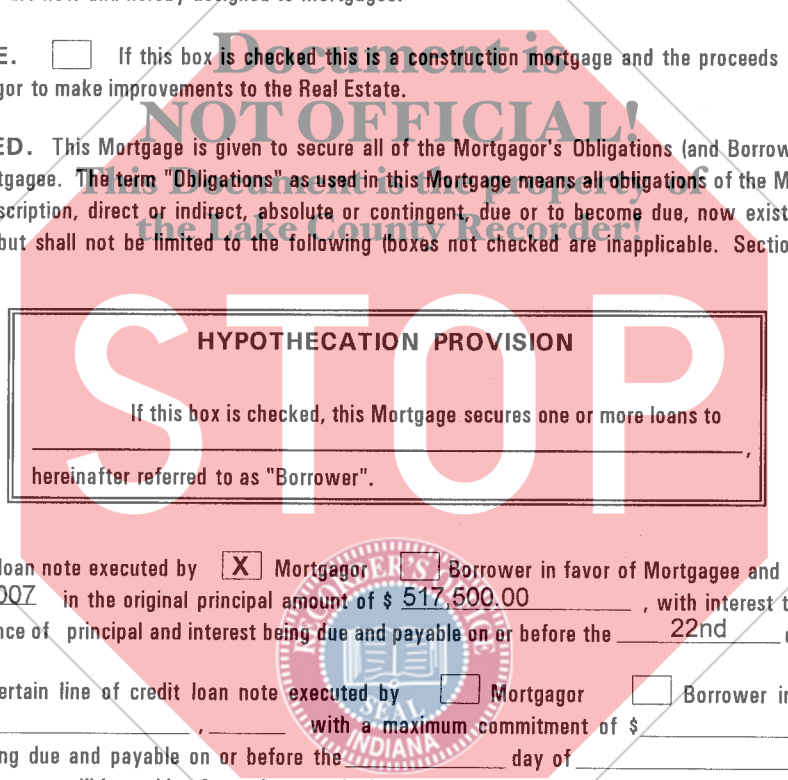 E. If this box is checked this is a construction mortgage and the proceeds
gor to make improvements to the Real Estate.
Document is
NOT OFFICIAL!
This Document is the property of
the Lake County Recorder!
ED. This Mortgage is given to secure all of the Mortgagor's Obligations (and Borrow
tgagee. The term "Obligations" as used in this Mortgage means all obligations of the M
scription, direct or indirect, absolute or contingent, due or to become due, now exist
but shall not be limited to the following (boxes not checked are inapplicable. Sectio
STOP
HYPOTHECATION PROVISION
If this box is checked, this Mortgage secures one or more loans to
,
hereinafter referred to as "Borrower".
loan note executed by X Mortgagor Borrower in favor of Mortgagee and
007 in the original principal amount of $ 517,500.00 , with interest t
nce of principal and interest being due and payable on or before the 22nd
ertain line of credit loan note executed by Mortgagor Borrower in
, with a maximum commitment of $
ng due and payable on or before the day of
RECORDER'S OFFICE
SEAL
INDIANA